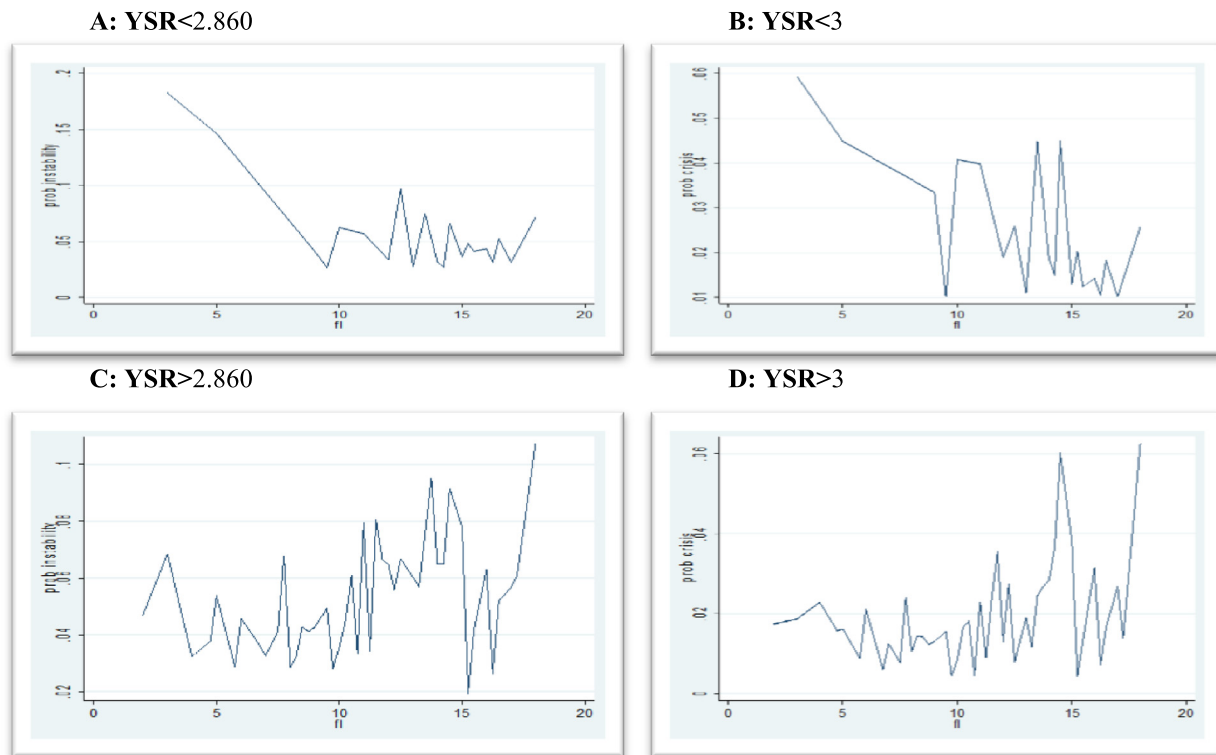 A: YSR<2.860
B: YSR<3
prob instability
0 .05 .1 .15 .2
0 5 10 15 20
fl
prob crisis
.01 .02 .03 .04 .05 .06
0 5 10 15 20
fl
C: YSR>2.860
D: YSR>3
prob instability
.02 .04 .06 .08 .1
0 5 10 15 20
fl
prob crisis
0 .02 .04 .06
0 5 10 15 20
fl